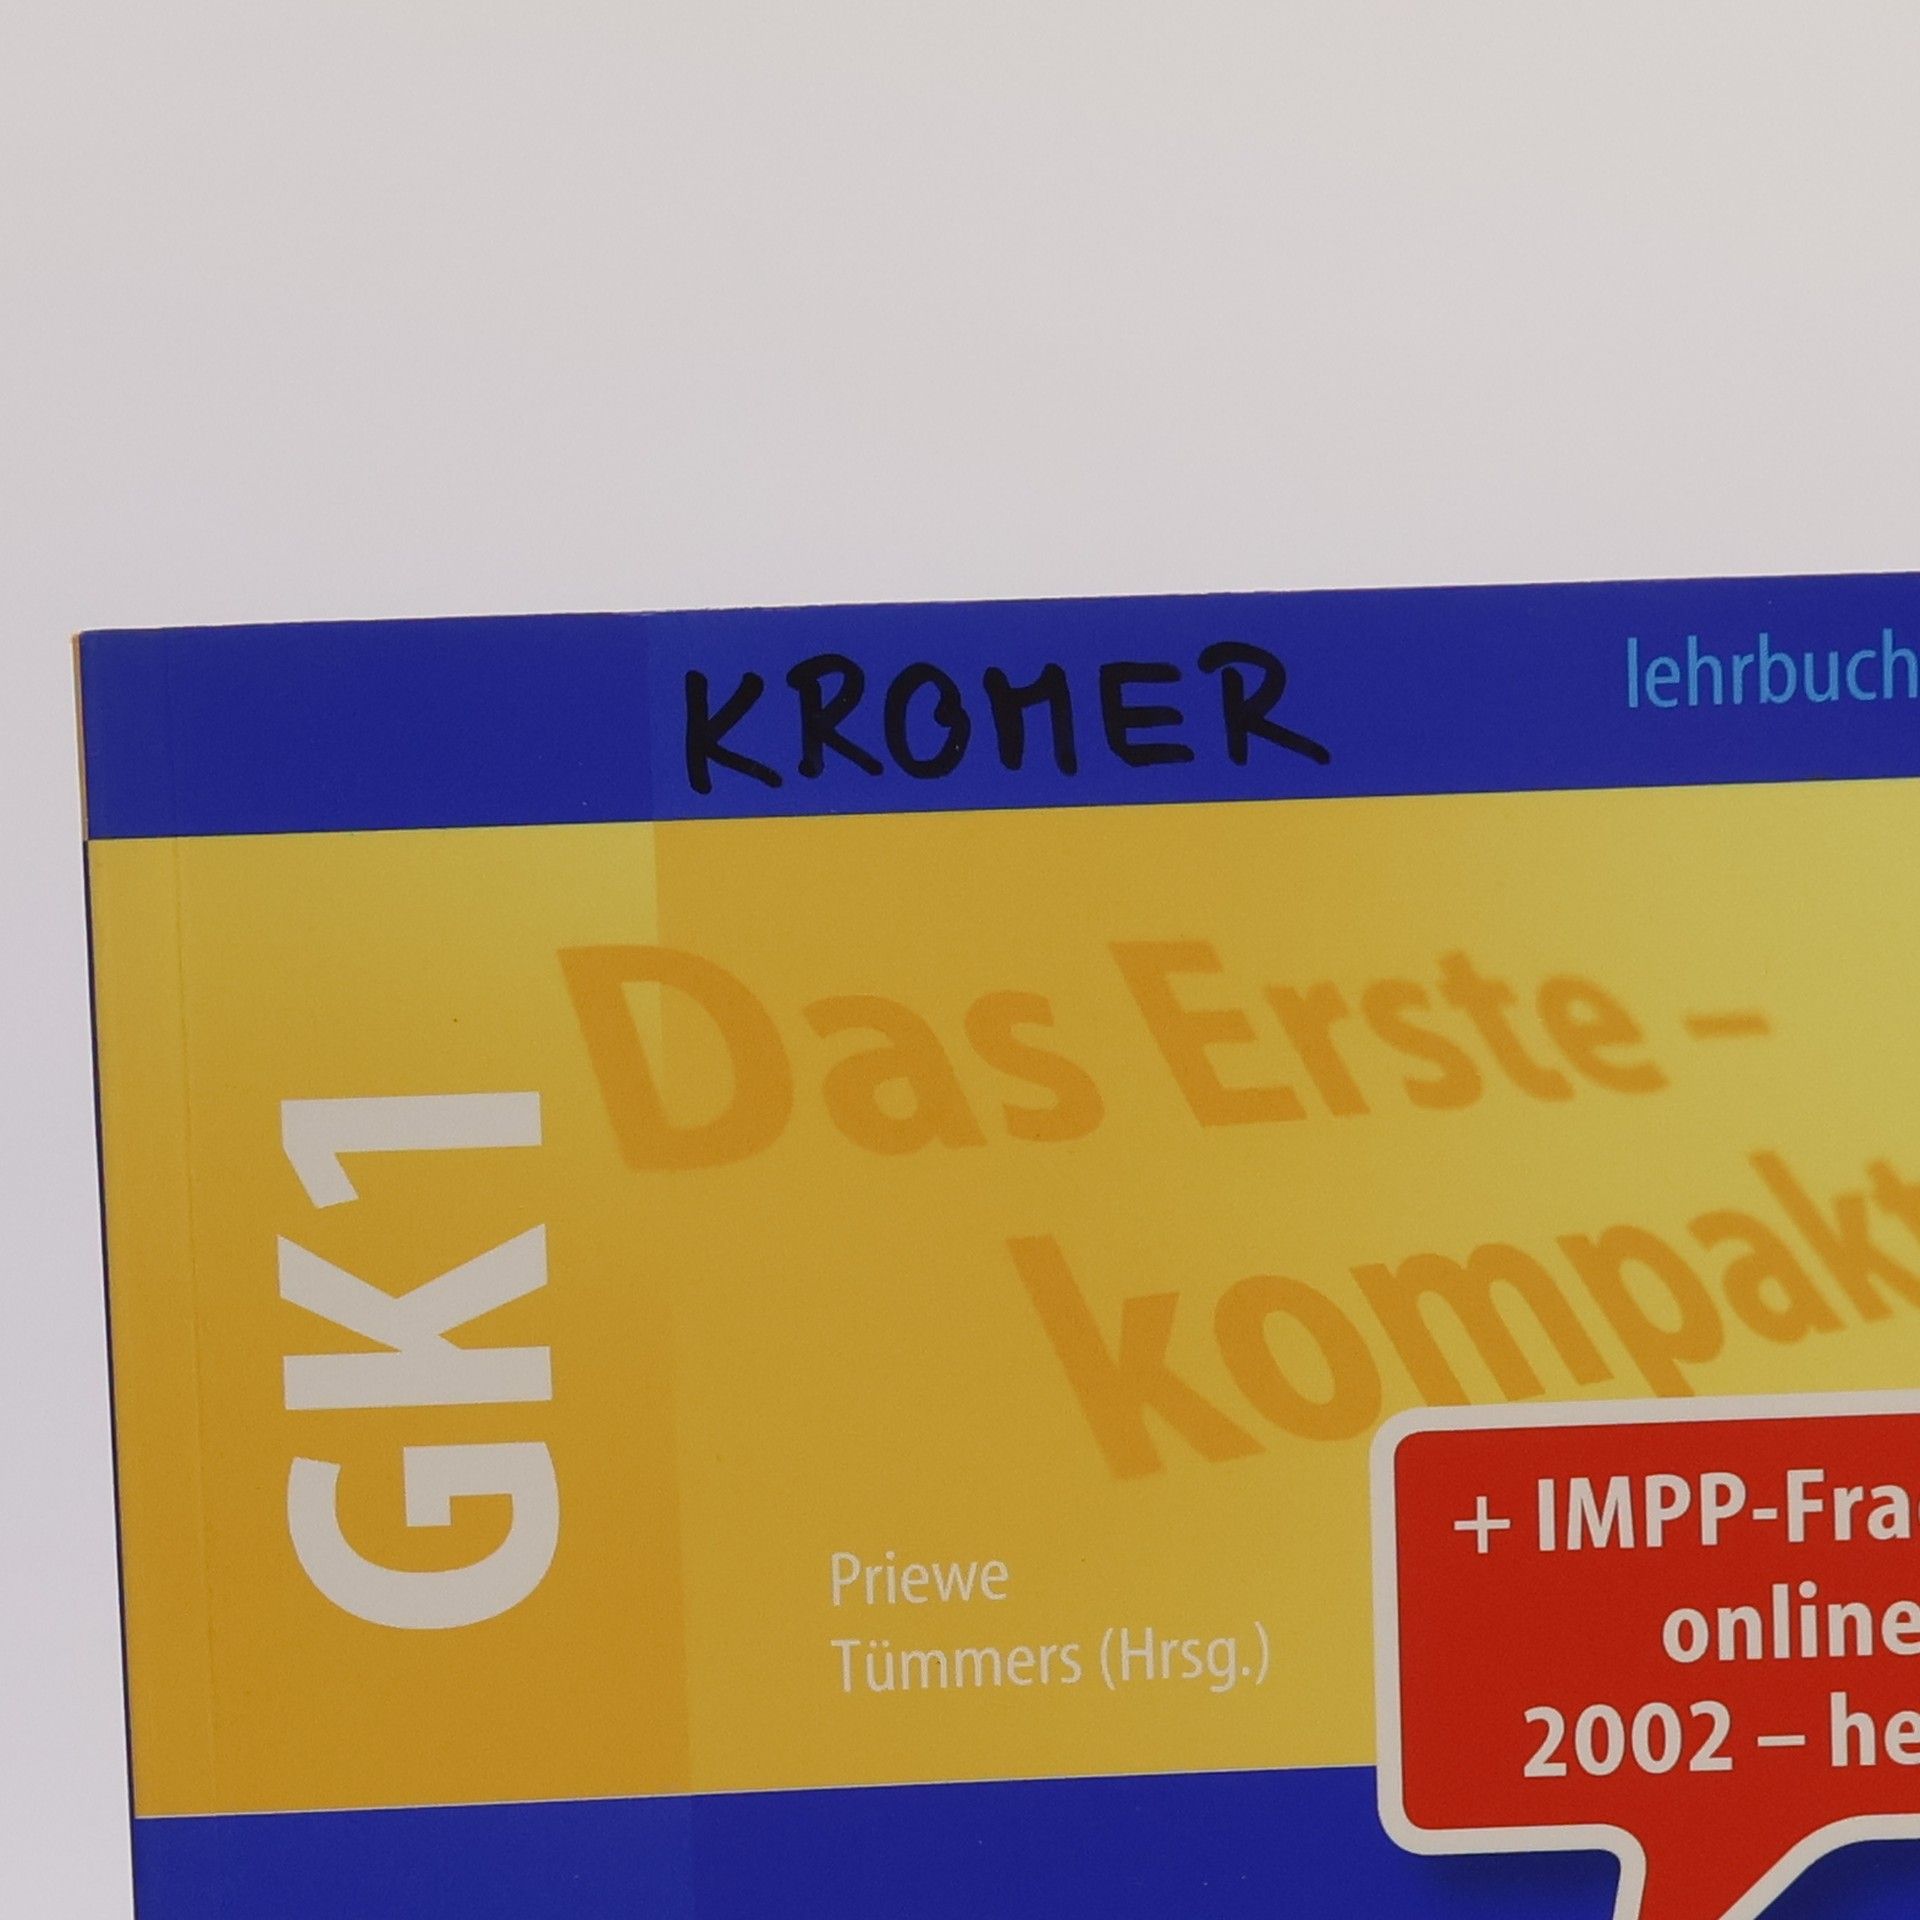 KROMER
lehrbuch
GK1
Das Erste –
kompakt
Priewe
Tümmers (Hrsg.)
+ IMPP-Fra
online
2002 – he